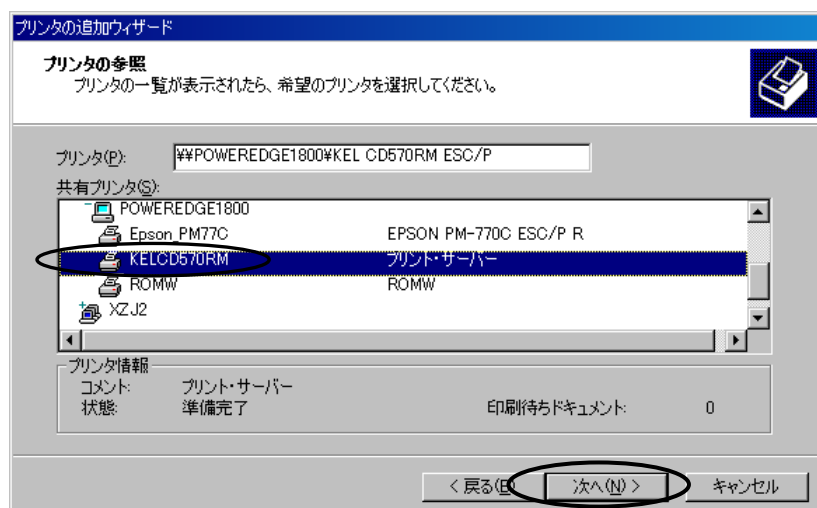 プリンタの追加ウィザード
プリンタの参照
プリンタの一覧が表示されたら、希望のプリンタを選択してください。
プリンタ(P): ¥¥POWEREDGE1800¥KEL CD570RM ESC/P
共有プリンタ(S):
POWEREDGE1800
Epson_PM77C EPSON PM-770C ESC/P R
KELCD570RM プリント・サーバー
ROMW ROMW
XZJ2
プリンタ情報
コメント: プリント・サーバー
状態: 準備完了 印刷待ちドキュメント: 0
< 戻る(B) 次へ(N) > キャンセル